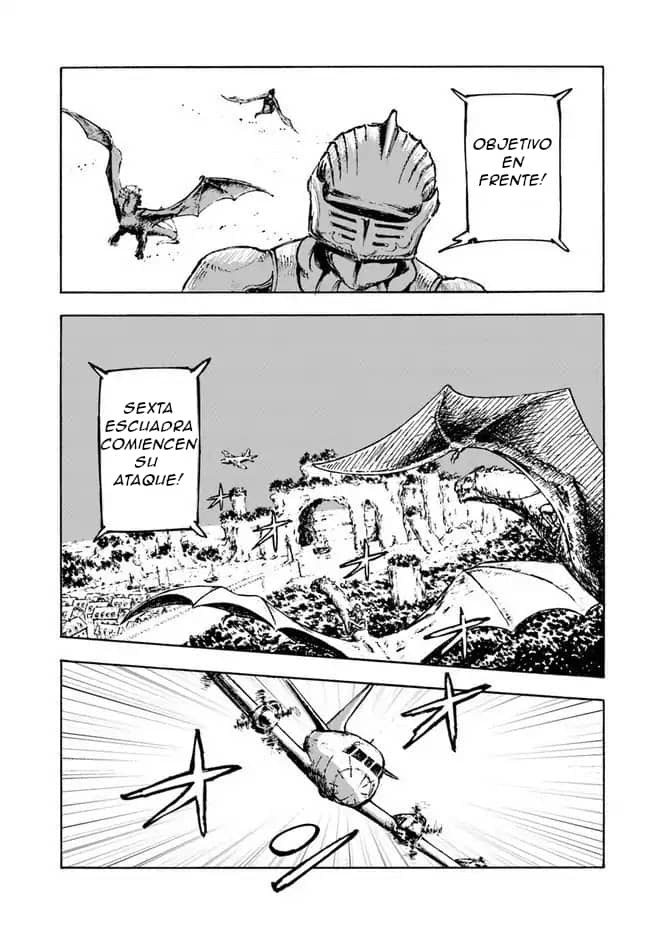 OBJETIVO
EN
FRENTE!
SEXTA
ESCUADRA
COMIENCEN
SU
ATAQUE!